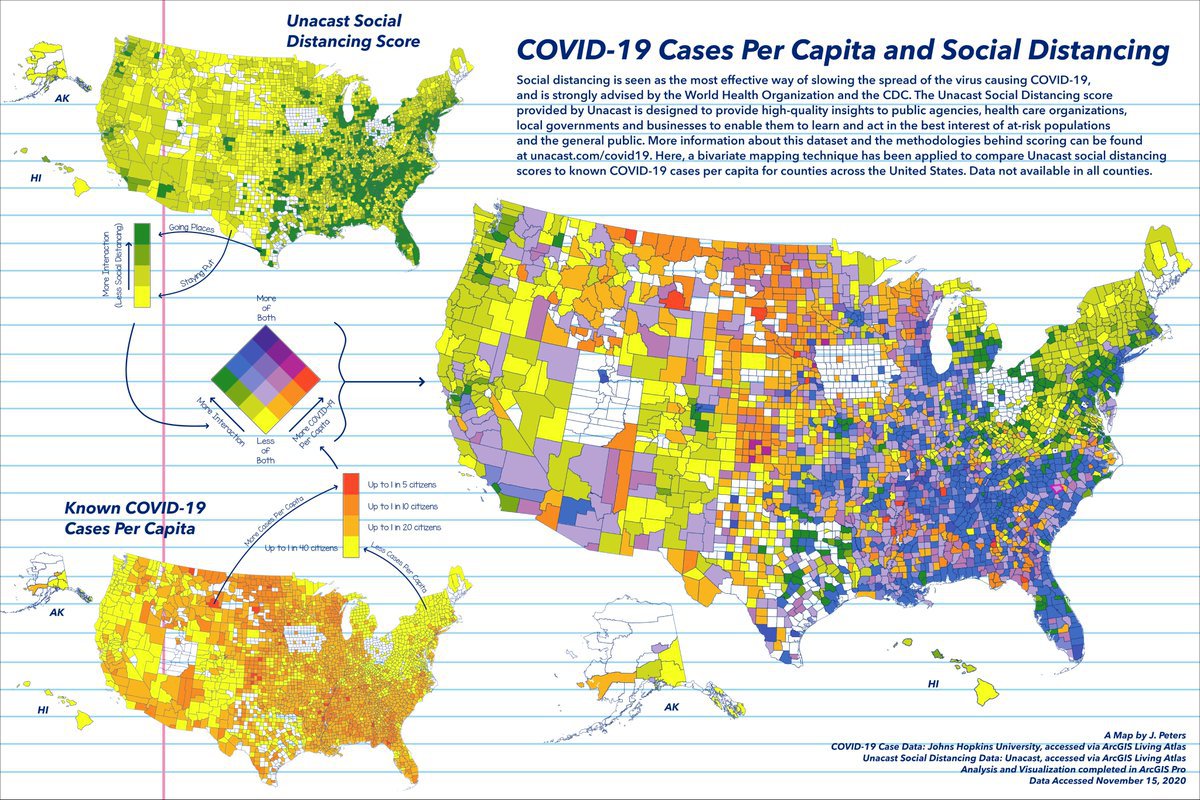 Unacast Social
Distancing Score
COVID-19 Cases Per Capita and Social Distancing
Social distancing is seen as the most effective way of slowing the spread of the virus causing COVID-19,
and is strongly advised by the World Health Organization and the CDC. The Unacast Social Distancing score
provided by Unacast is designed to provide high-quality insights to public agencies, health care organizations,
local governments and businesses to enable them to learn and act in the best interest of at-risk populations
and the general public. More information about this dataset and the methodologies behind scoring can be found
at unacast.com/covid19. Here, a bivariate mapping technique has been applied to compare Unacast social distancing
scores to known COVID-19 cases per capita for counties across the United States. Data not available in all counties.
AK
HI
More Interaction
(Less Social Distancing)
Going Places
Staying Put
More
of
Both
More Interaction
Less
of
Both
More COVID-19
Per Capita
Known COVID-19
Cases Per Capita
More Cases Per Capita
Up to 1 in 5 citizens
Up to 1 in 10 citizens
Up to 1 in 20 citizens
Up to 1 in 40 citizens
Less Cases Per Capita
AK
HI
AK
HI
A Map by J. Peters
COVID-19 Case Data: Johns Hopkins University, accessed via ArcGIS Living Atlas
Unacast Social Distancing Data: Unacast, accessed via ArcGIS Living Atlas
Analysis and Visualization completed in ArcGIS Pro
Data Accessed November 15, 2020